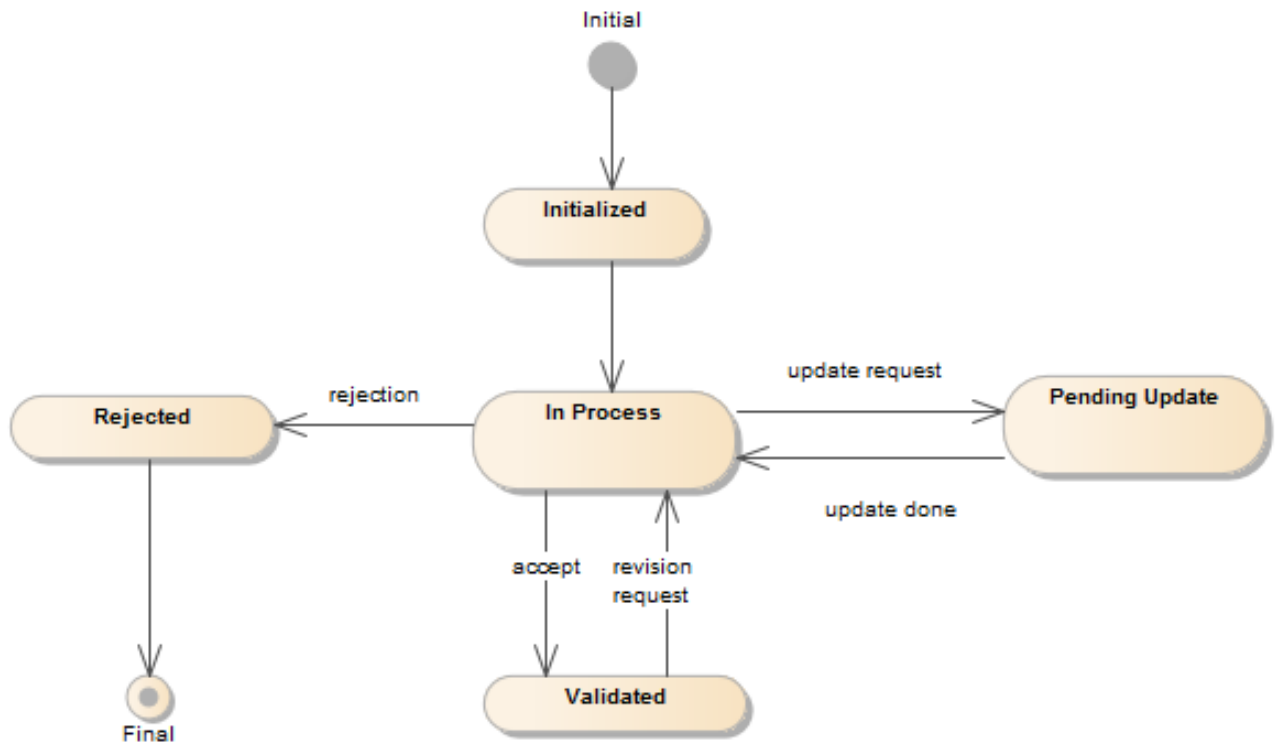 Initial
Initialized
update request
rejection
Pending Update
Rejected
In Process
update done
accept
revision
request
Validated
Final